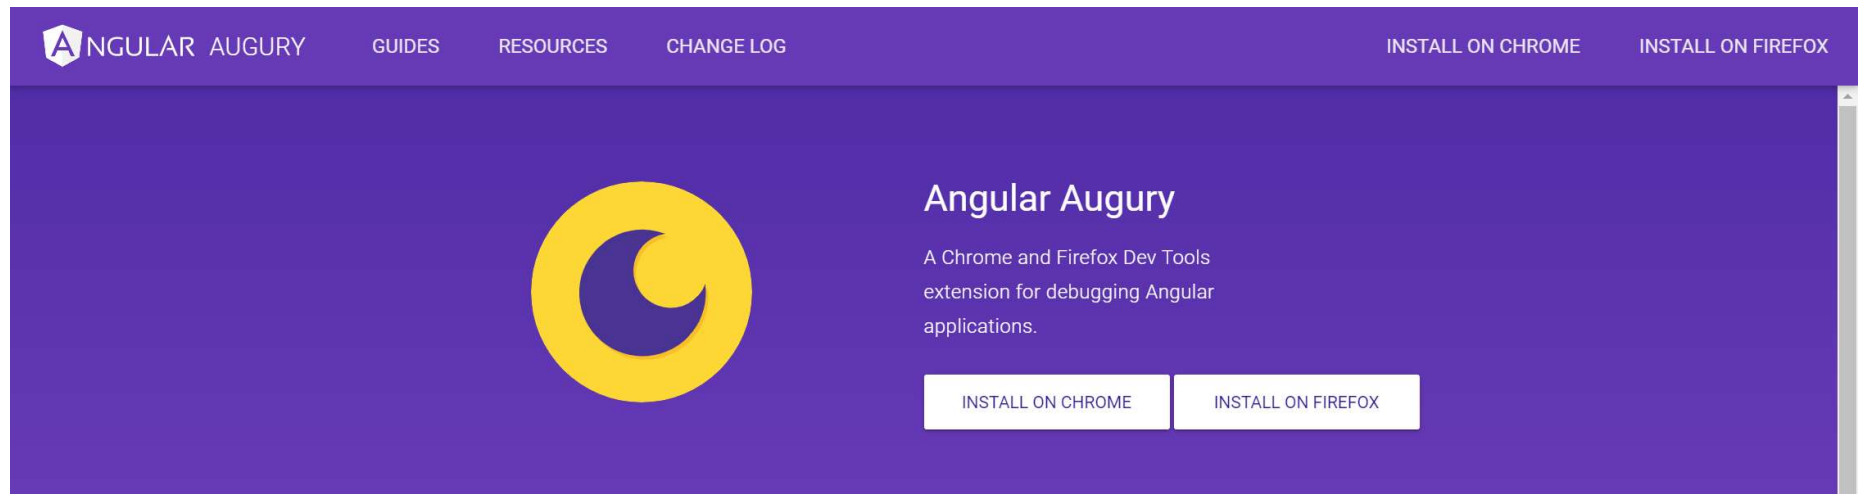 ANGULAR AUGURY GUIDES RESOURCES CHANGE LOG INSTALL ON CHROME INSTALL ON FIREFOX
Angular Augury
A Chrome and Firefox Dev Tools
extension for debugging Angular
applications.
INSTALL ON CHROME INSTALL ON FIREFOX